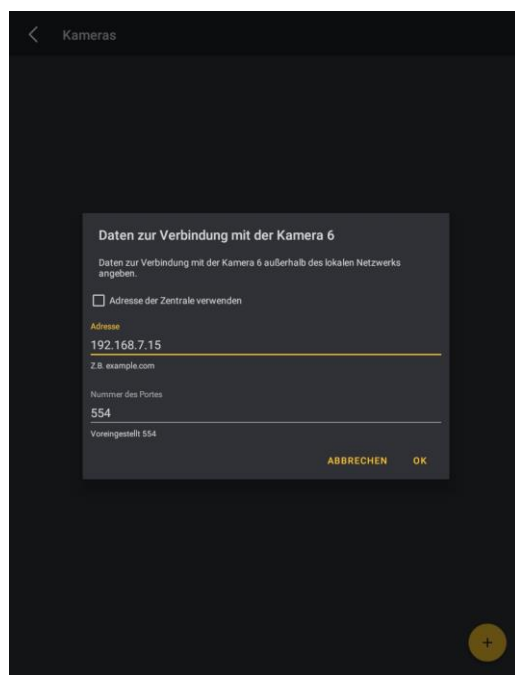 Kameras
Daten zur Verbindung mit der Kamera 6
Daten zur Verbindung mit der Kamera 6 außerhalb des lokalen Netzwerks
angeben.
Adresse der Zentrale verwenden
Adresse
192.168.7.15
Z.B. example.com
Nummer des Portes
554
Voreingestellt 554
ABBRECHEN OK
+